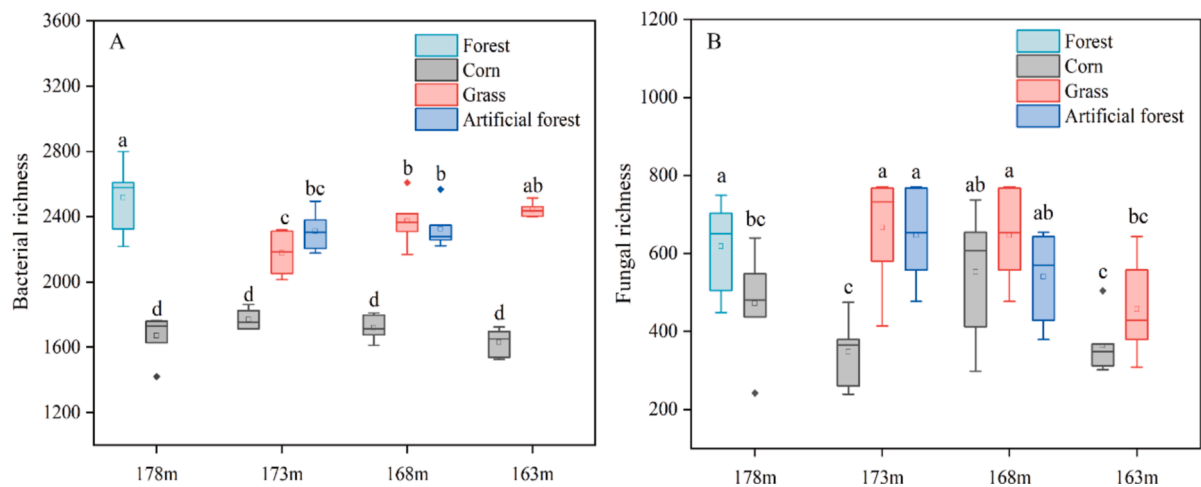 A
Bacterial richness
3600
3200
2800
2400
2000
1600
1200
Forest
Corn
Grass
Artificial forest
a
d
d
c
bc
d
b
b
d
ab
178m
173m
168m
163m
B
Fungal richness
1200
1000
800
600
400
200
Forest
Corn
Grass
Artificial forest
a
bc
c
a
a
ab
a
ab
c
bc
178m
173m
168m
163m